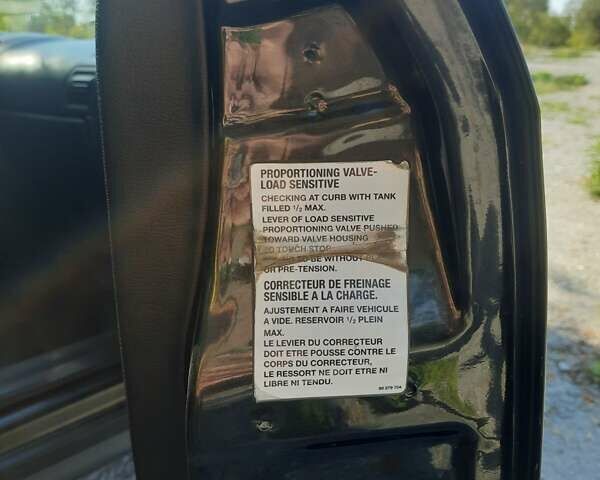 PROPORTIONING VALVE-
LOAD SENSITIVE
CHECKING AT CURB WITH TANK
FILLED 1/2 MAX.
LEVER OF LOAD SENSITIVE
PROPORTIONING VALVE PUSHED
TOWARD VALVE HOUSING
TO TOUCH STOP
TO BE WITHOUT
OR PRE-TENSION.
CORRECTEUR DE FREINAGE
SENSIBLE A LA CHARGE.
AJUSTEMENT A FAIRE VEHICULE
A VIDE. RESERVOIR 1/2 PLEIN
MAX.
LE LEVIER DU CORRECTEUR
DOIT ETRE POUSSE CONTRE LE
CORPS DU CORRECTEUR,
LE RESSORT NE DOIT ETRE NI
LIBRE NI TENDU.